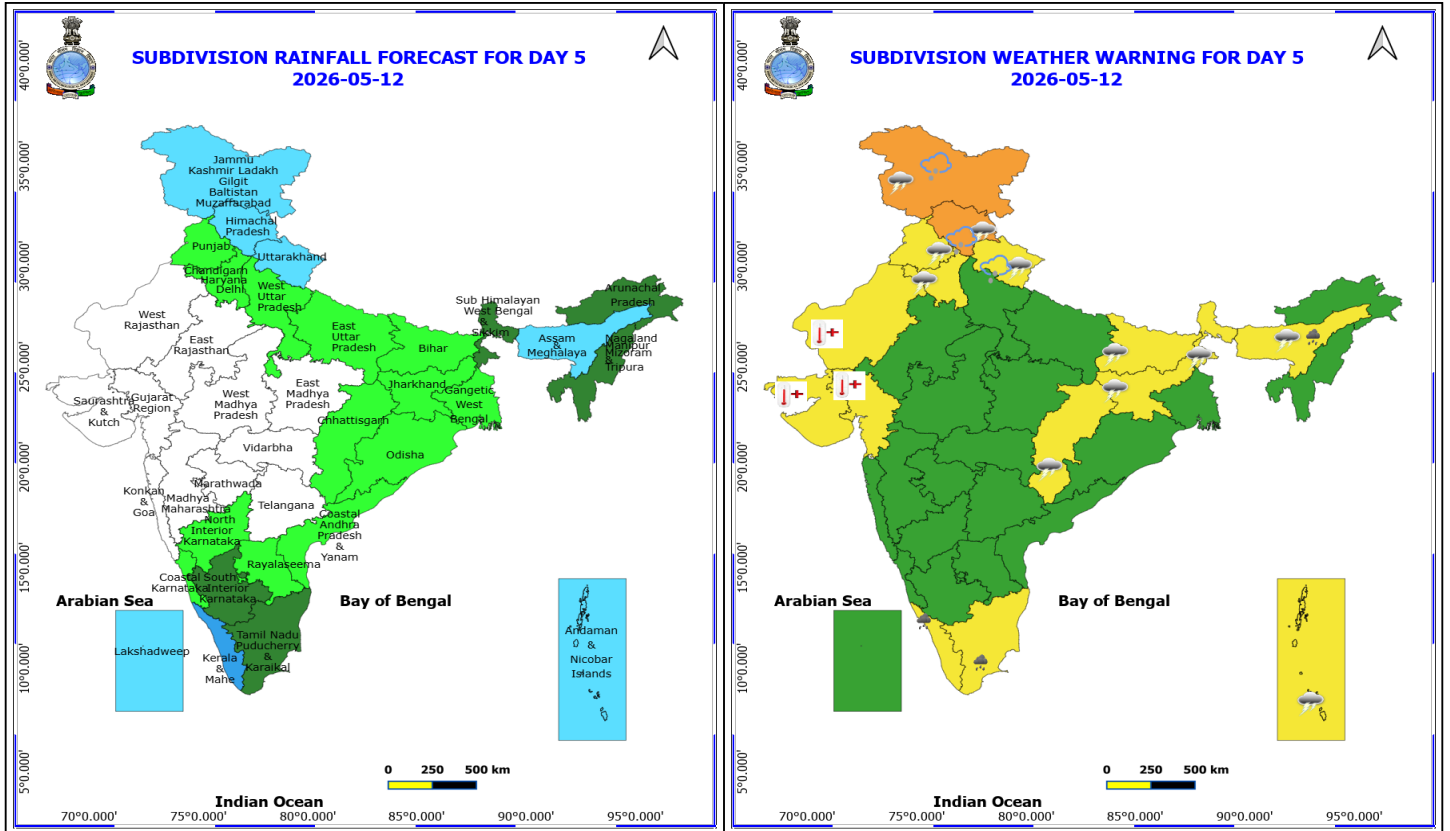 SUBDIVISION RAINFALL FORECAST FOR DAY 5
2026-05-12
40°0.000'
35°0.000'
30°0.000'
25°0.000'
20°0.000'
15°0.000'
10°0.000'
5°0.000'
Jammu
Kashmir Ladakh
Gilgit
Baltistan
Muzaffarabad
Himachal
Pradesh
Punjab
Uttarakhand
Chandigarh
Haryana
Delhi
West
Uttar
Pradesh
West
Rajasthan
East
Rajasthan
East
Uttar
Pradesh
Bihar
Sub Himalayan
West Bengal
&
Sikkim
Arunachal
Pradesh
Assam
&
Meghalaya
Nagaland
Manipur
Mizoram
&
Tripura
Saurashtra
&
Kutch
Gujarat
Region
West
Madhya
Pradesh
East
Madhya
Pradesh
Jharkhand
Gangetic
West
Bengal
Chhattisgarh
Odisha
Vidarbha
Konkan
&
Goa
Madhya
Maharashtra
Marathwada
Telangana
North
Interior
Karnataka
Coastal
Andhra
Pradesh
&
Yanam
Rayalaseema
Coastal
Karnataka
South
Interior
Karnataka
Arabian Sea
Bay of Bengal
Lakshadweep
Kerala
&
Mahe
Tamil Nadu
Puducherry
&
Karaikal
Andaman
&
Nicobar
Islands
0 250 500 km
Indian Ocean
70°0.000' 75°0.000' 80°0.000' 85°0.000' 90°0.000' 95°0.000'
SUBDIVISION WEATHER WARNING FOR DAY 5
2026-05-12
40°0.000'
35°0.000'
30°0.000'
25°0.000'
20°0.000'
15°0.000'
10°0.000'
5°0.000'
Arabian Sea
Bay of Bengal
0 250 500 km
Indian Ocean
70°0.000' 75°0.000' 80°0.000' 85°0.000' 90°0.000' 95°0.000'